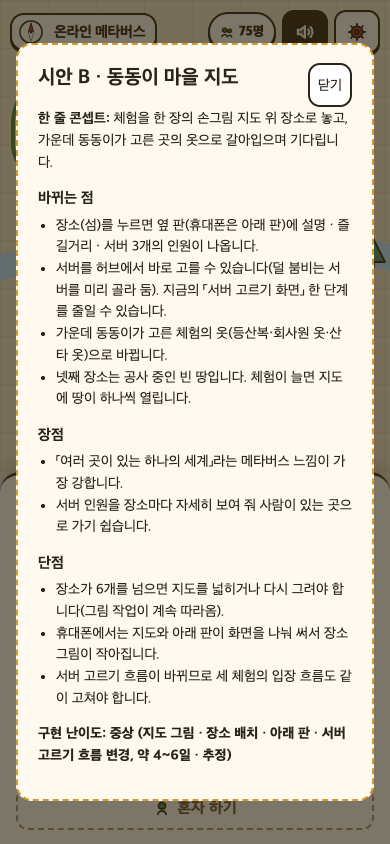 온라인 메타버스
75명
시안 B · 동동이 마을 지도
닫기
한 줄 콘셉트: 체험을 한 장의 손그림 지도 위 장소로 놓고,
가운데 동동이가 고른 곳의 옷으로 갈아입으며 기다립니
다.
바뀌는 점
• 장소(섬)를 누르면 옆 판(휴대폰은 아래 판)에 설명 · 즐
길거리 · 서버 3개의 인원이 나옵니다.
• 서버를 허브에서 바로 고를 수 있습니다(덜 붐비는 서
버를 미리 골라 둠). 지금의 「서버 고르기 화면」 한 단계
를 줄일 수 있습니다.
• 가운데 동동이가 고른 체험의 옷(등산복·회사원 옷·산
타 옷)으로 바뀝니다.
• 넷째 장소는 공사 중인 빈 땅입니다. 체험이 늘면 지도
에 땅이 하나씩 열립니다.
장점
• 「여러 곳이 있는 하나의 세계」라는 메타버스 느낌이 가
장 강합니다.
• 서버 인원을 장소마다 자세히 보여 줘 사람이 있는 곳으
로 가기 쉽습니다.
단점
• 장소가 6개를 넘으면 지도를 넓히거나 다시 그려야 합
니다(그림 작업이 계속 따라옴).
• 휴대폰에서는 지도와 아래 판이 화면을 나눠 써서 장소
그림이 작아집니다.
• 서버 고르기 흐름이 바뀌므로 세 체험의 입장 흐름도 같
이 고쳐야 합니다.
구현 난이도: 중상 (지도 그림 · 장소 배치 · 아래 판 · 서버
고르기 흐름 변경, 약 4~6일 · 추정)
혼자 하기